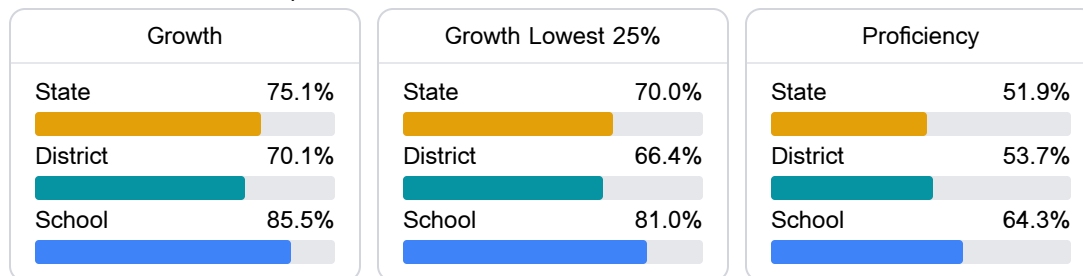 Growth
State 75.1%
District 70.1%
School 85.5%
Growth Lowest 25%
State 70.0%
District 66.4%
School 81.0%
Proficiency
State 51.9%
District 53.7%
School 64.3%